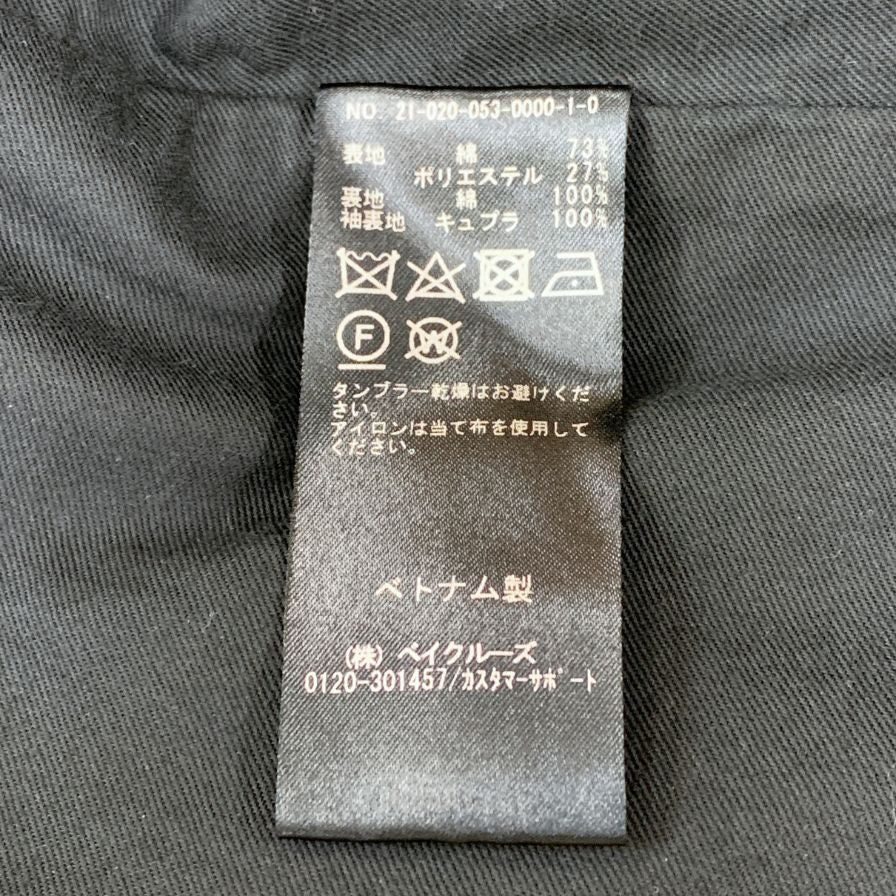 NO. 21-020-053-0000-1-0
表地 綿 73%
ポリエステル 27%
裏地 綿 100%
袖裏地 キュプラ 100%
F W
タンブラー乾燥はお避けくだ
さい。
アイロンは当て布を使用して
ください。
ベトナム製
(株) ベイクルーズ
0120-301457/カスタマーサポート